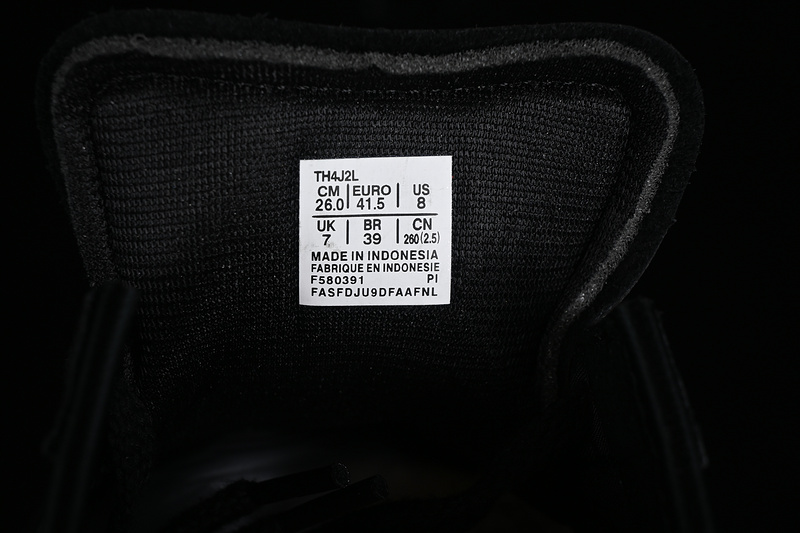 TH4J2L
CM EURO US
26.0 41.5 8
UK BR CN
7 39 260(2.5)
MADE IN INDONESIA
FABRIQUE EN INDONESIE
F580391 PI
FASFDJU9DFAAFNL